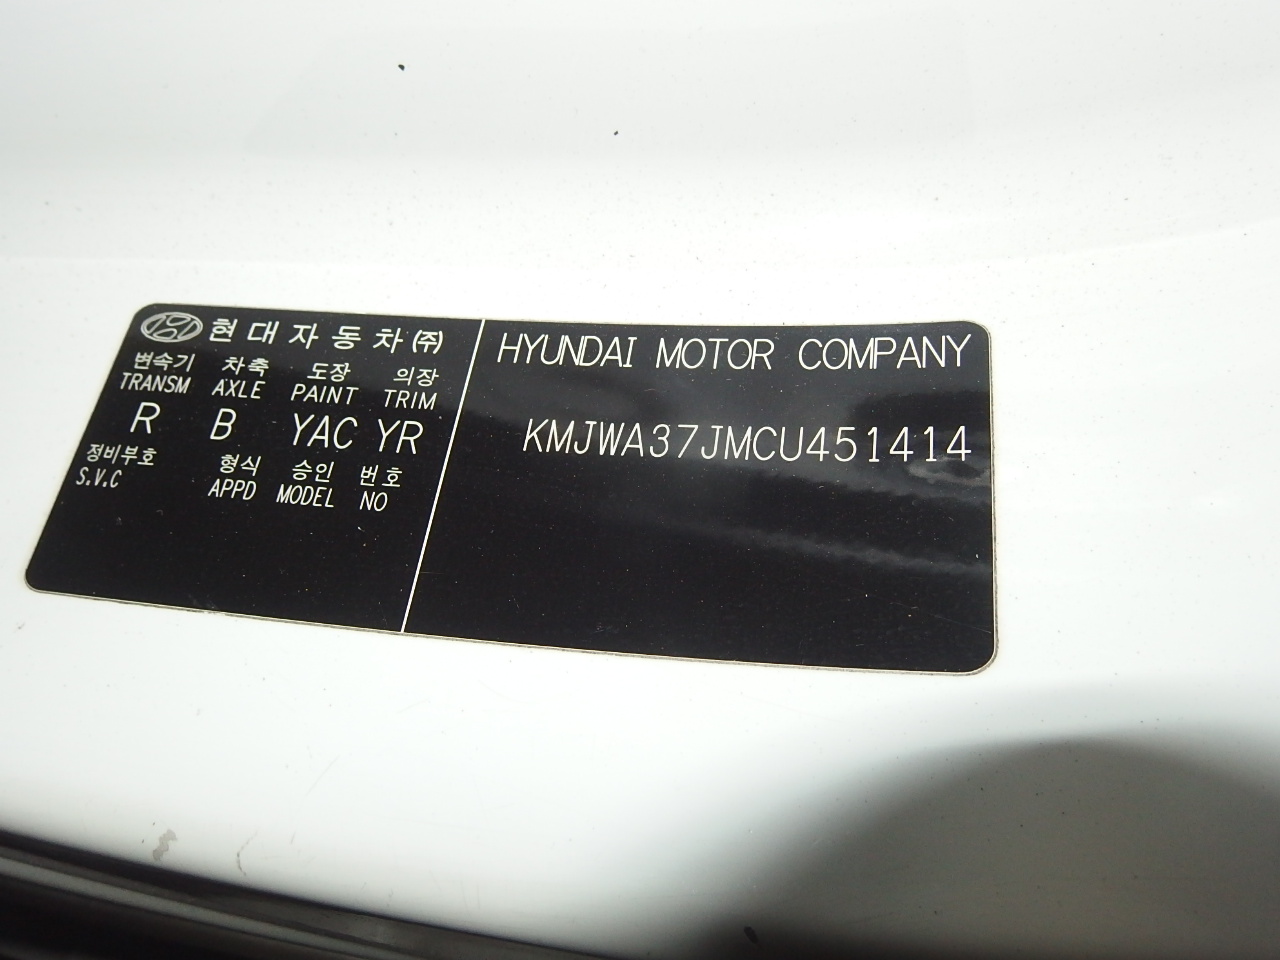 현대자동차(주)
변속기 차축 도장 의장
TRANSM AXLE PAINT TRIM
R B YAC YR
정비부호 형식 승인 번호
S.V.C APPD MODEL NO
HYUNDAI MOTOR COMPANY
KMJWA37JMCU451414